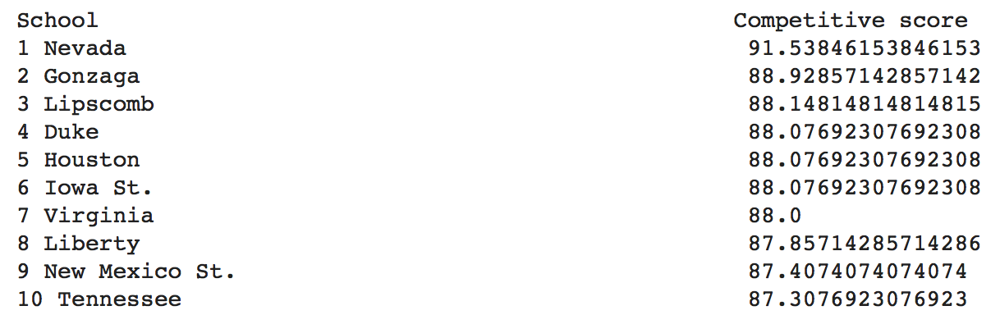 School Competitive score
1 Nevada 91.53846153846153
2 Gonzaga 88.92857142857142
3 Lipscomb 88.14814814814815
4 Duke 88.07692307692308
5 Houston 88.07692307692308
6 Iowa St. 88.07692307692308
7 Virginia 88.0
8 Liberty 87.85714285714286
9 New Mexico St. 87.4074074074074
10 Tennessee 87.3076923076923